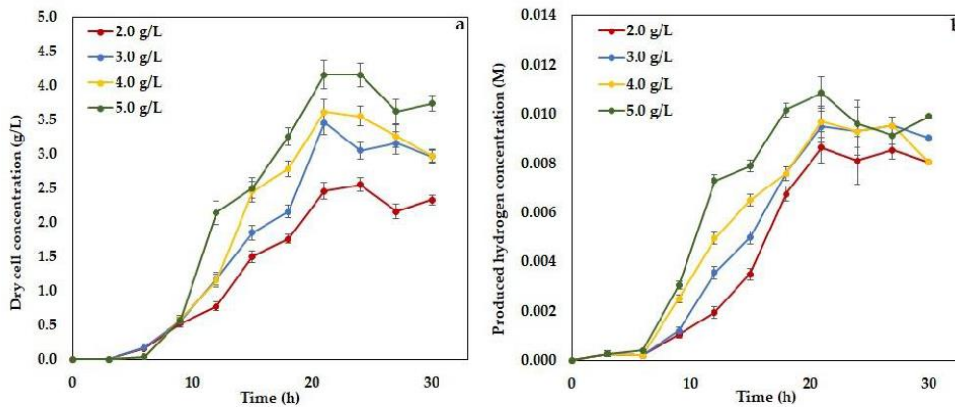 a
5.0
4.5
4.0
3.5
3.0
2.5
2.0
1.5
1.0
0.5
0.0
Dry cell concentration (g/L)
2.0 g/L
3.0 g/L
4.0 g/L
5.0 g/L
0 10 20 30
Time (h)
0.014
0.012
0.010
0.008
0.006
0.004
0.002
0.000
Produced hydrogen concentration (M)
2.0 g/L
3.0 g/L
4.0 g/L
5.0 g/L
0 10 20 30
Time (h)